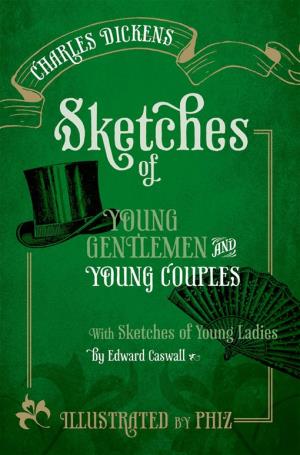 CHARLES DICKENS
Sketches
of
YOUNG
GENTLEMEN AND
YOUNG COUPLES
With Sketches of Young Ladies
By Edward Caswall
ILLUSTRATED BY PHIZ